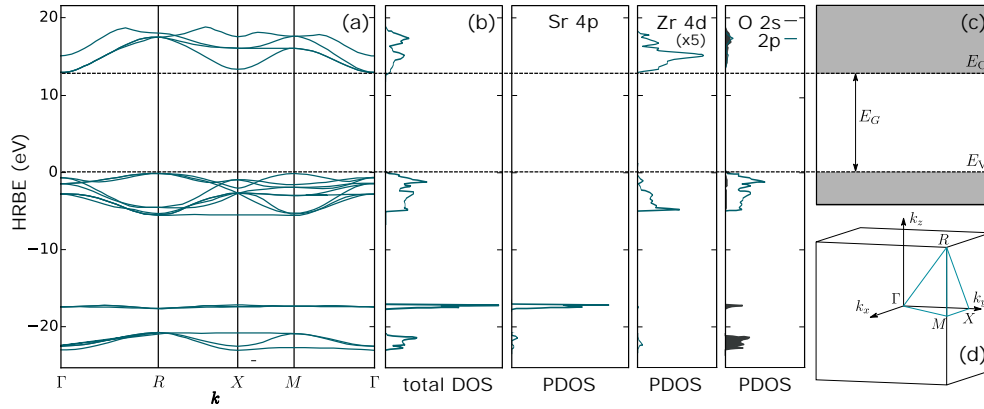 20
10
0
−10
−20
HRBE (eV)
(a)
Γ
R
X
M
Γ
k
(b)
total DOS
Sr 4p
PDOS
Zr 4d
(x5)
PDOS
O 2s
2p
PDOS
(c)
E_C
E_G
E_V
k_z
R
Γ
k_x
k_y
M
X
(d)